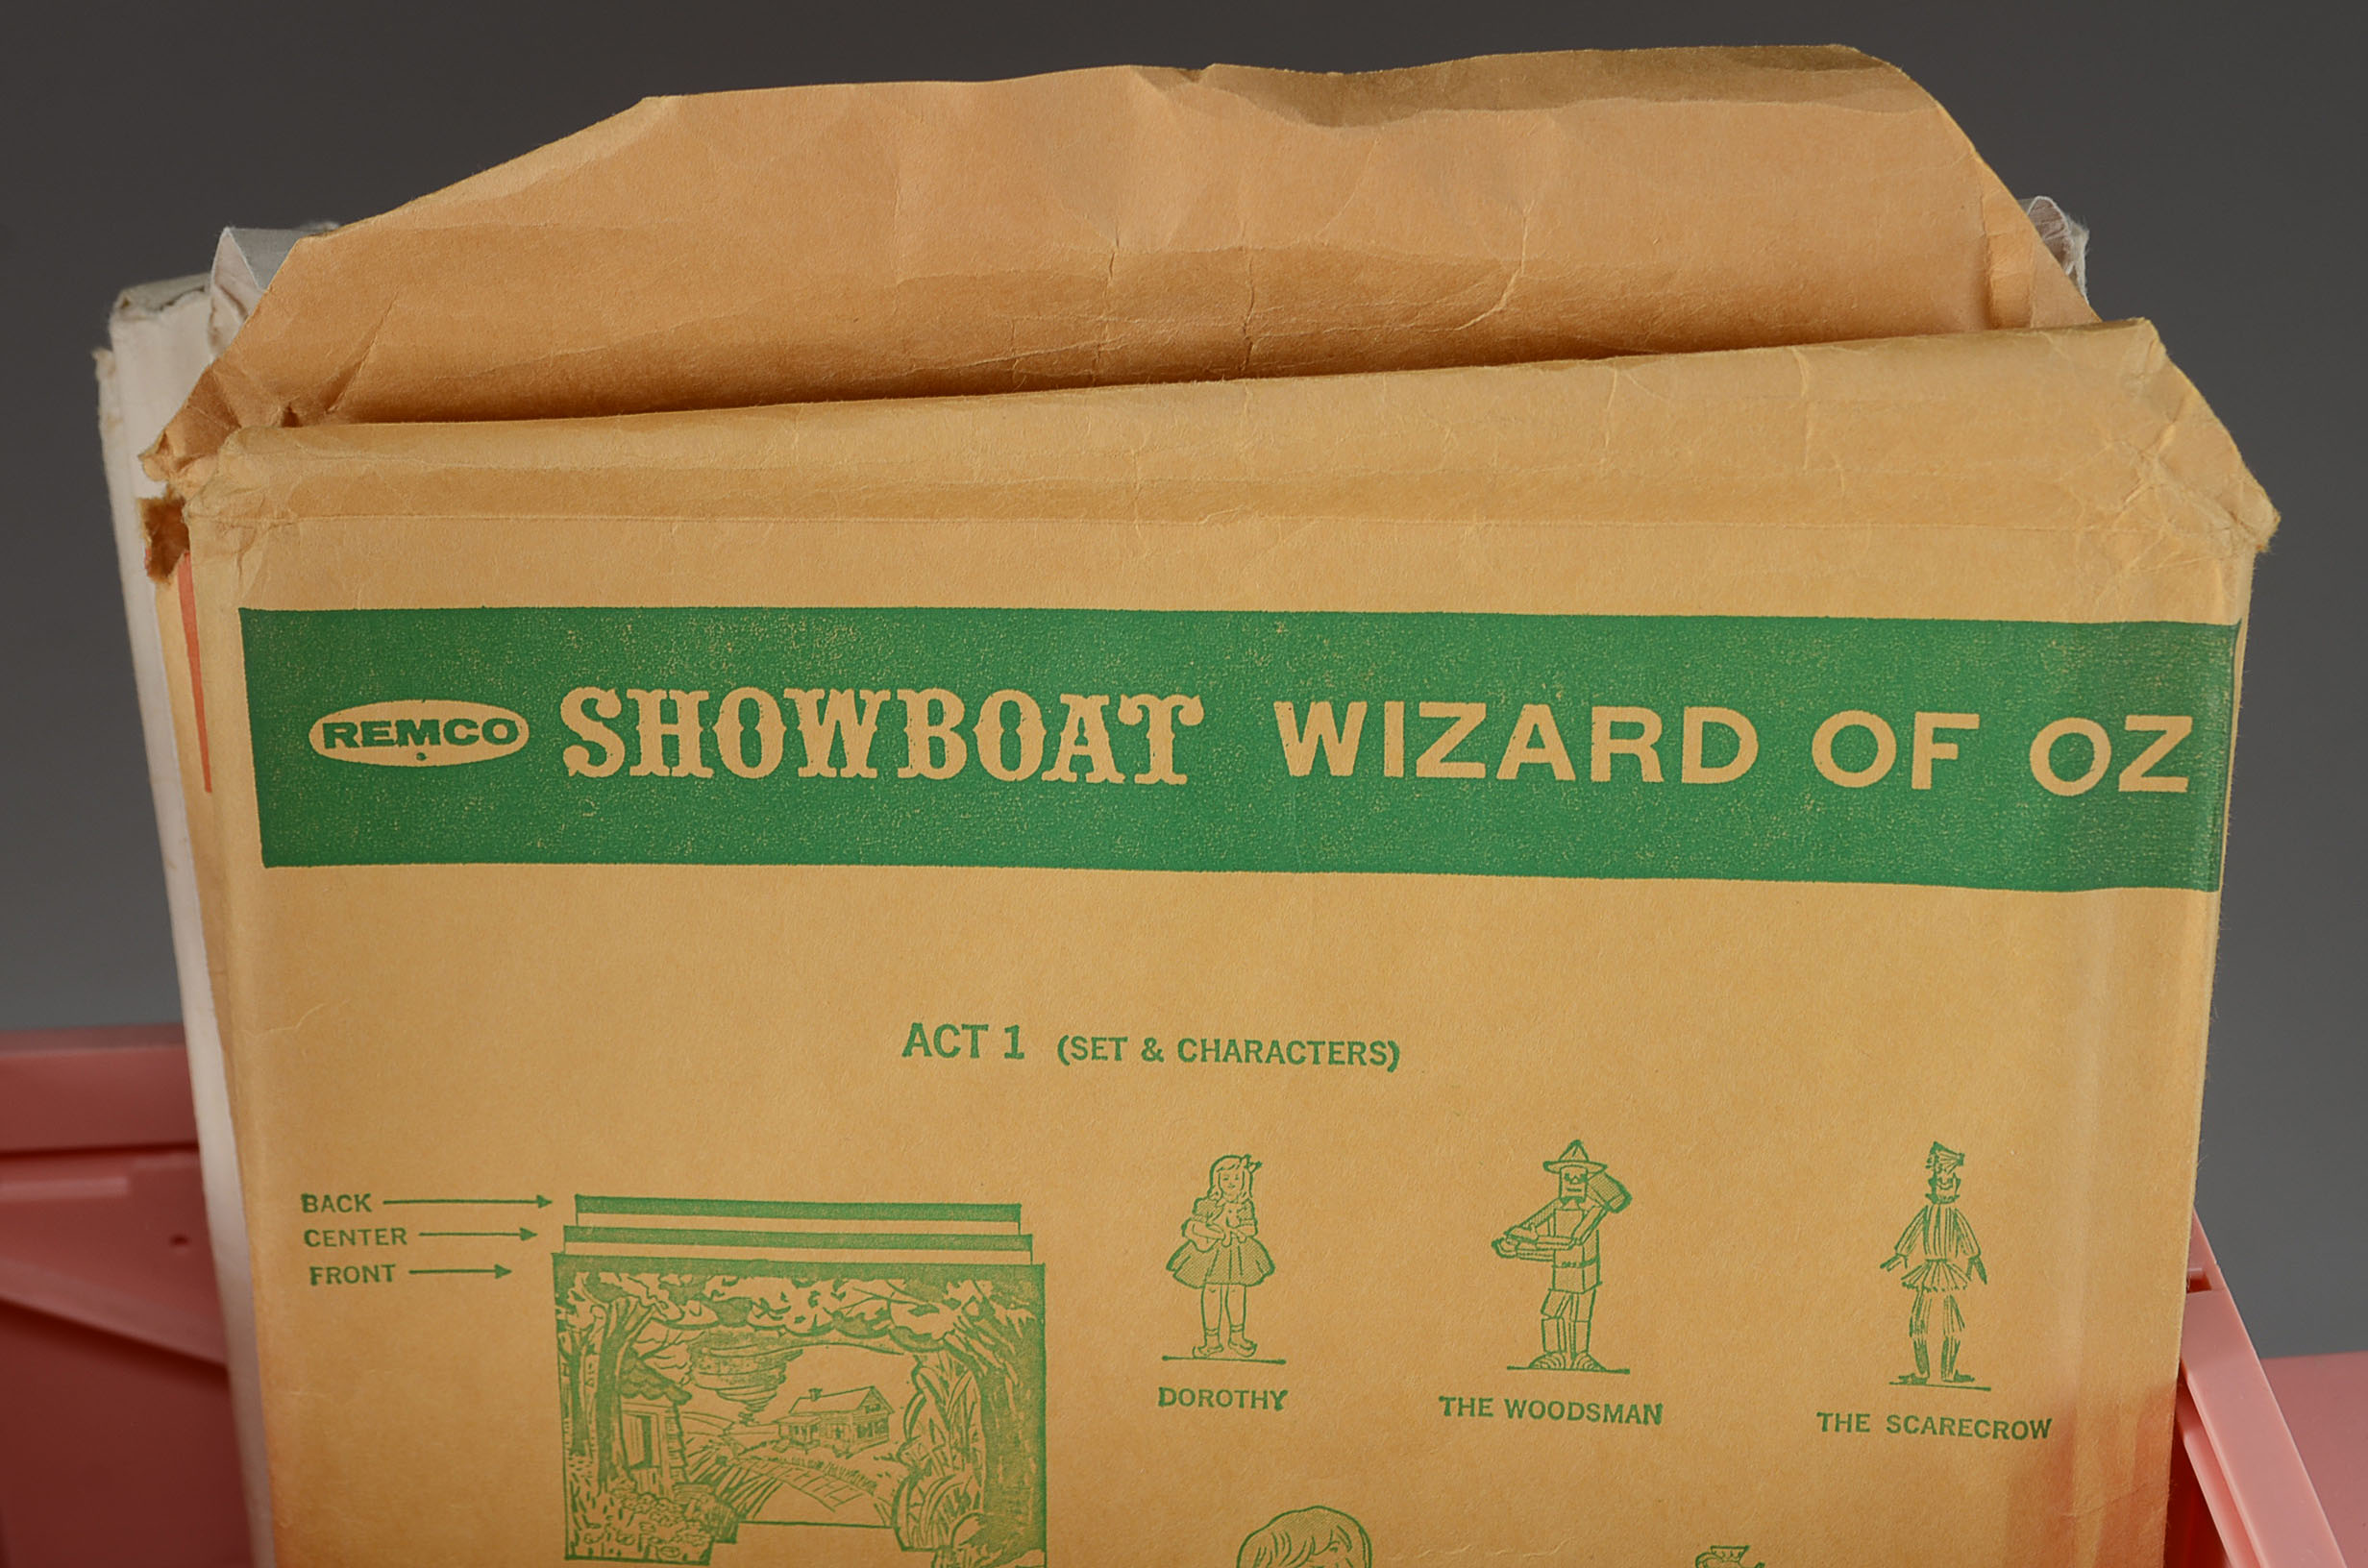 REMCO SHOWBOAT WIZARD OF OZ
ACT 1 (SET & CHARACTERS)
BACK
CENTER
FRONT
DOROTHY
THE WOODSMAN
THE SCARECROW